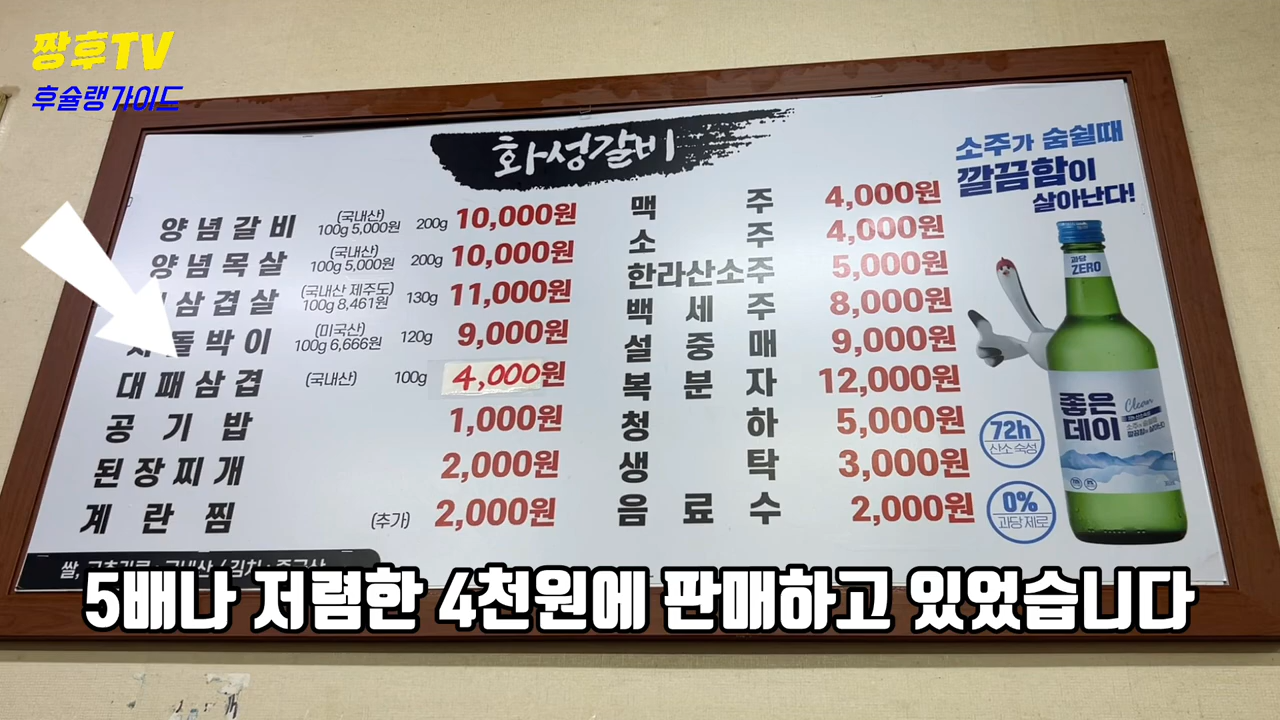 짱후TV
후슐랭가이드
화성갈비
양념갈비 (국내산) 100g 5,000원 200g 10,000원
양념목살 (국내산) 100g 5,000원 200g 10,000원
삼겹살 (국내산 제주도) 100g 8,461원 130g 11,000원
돌박이 (미국산) 100g 6,666원 120g 9,000원
대패삼겹 (국내산) 100g 4,000원
공기밥 1,000원
된장찌개 2,000원
계란찜 (추가) 2,000원
맥주 4,000원
소주 4,000원
한라산소주 5,000원
백세주 8,000원
설중매 9,000원
복분자 12,000원
청하 5,000원
생탁 3,000원
음료수 2,000원
소주가 숨쉴때
깔끔함이
살아난다!
과당
ZERO
좋은
데이
Clean
72h
산소 숙성
0%
과당 제로
쌀,
5배나 저렴한 4천원에 판매하고 있었습니다